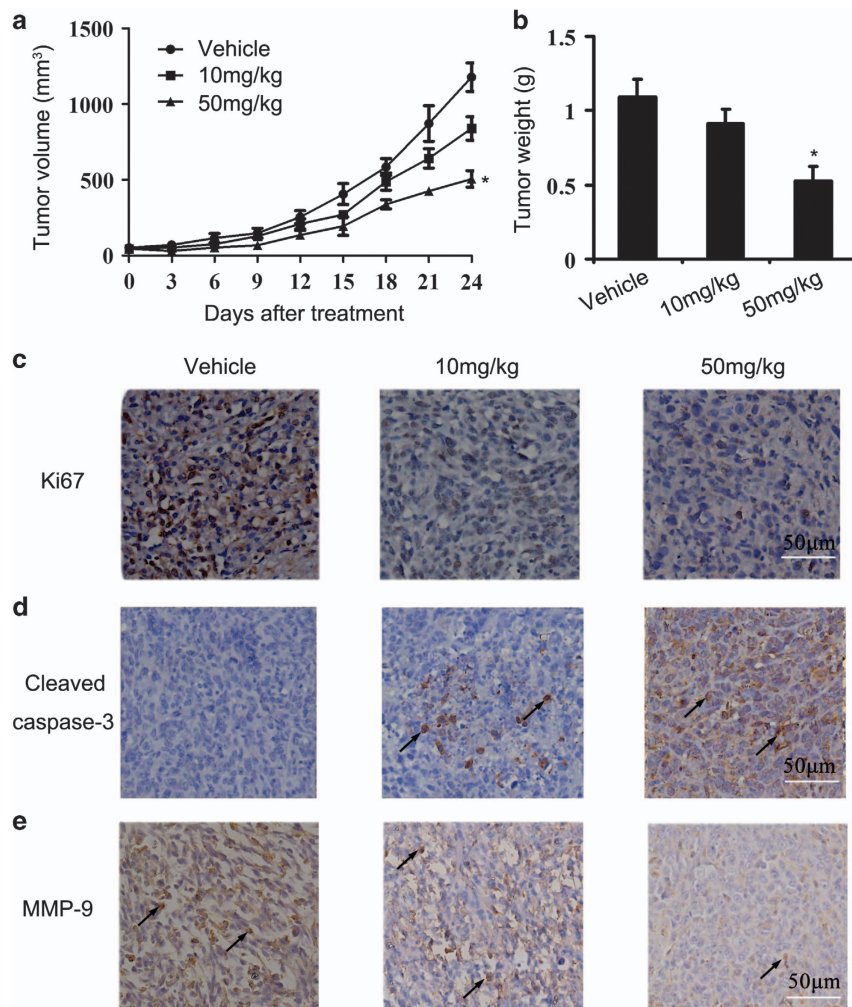 a
Tumor volume (mm³)
1500
1000
500
0
Vehicle
10mg/kg
50mg/kg
*
0 3 6 9 12 15 18 21 24
Days after treatment
b
Tumor weight (g)
1.5
1
0.5
0
*
Vehicle 10mg/kg 50mg/kg
c
Vehicle 10mg/kg 50mg/kg
Ki67
50μm
d
Cleaved
caspase-3
50μm
e
MMP-9
50μm